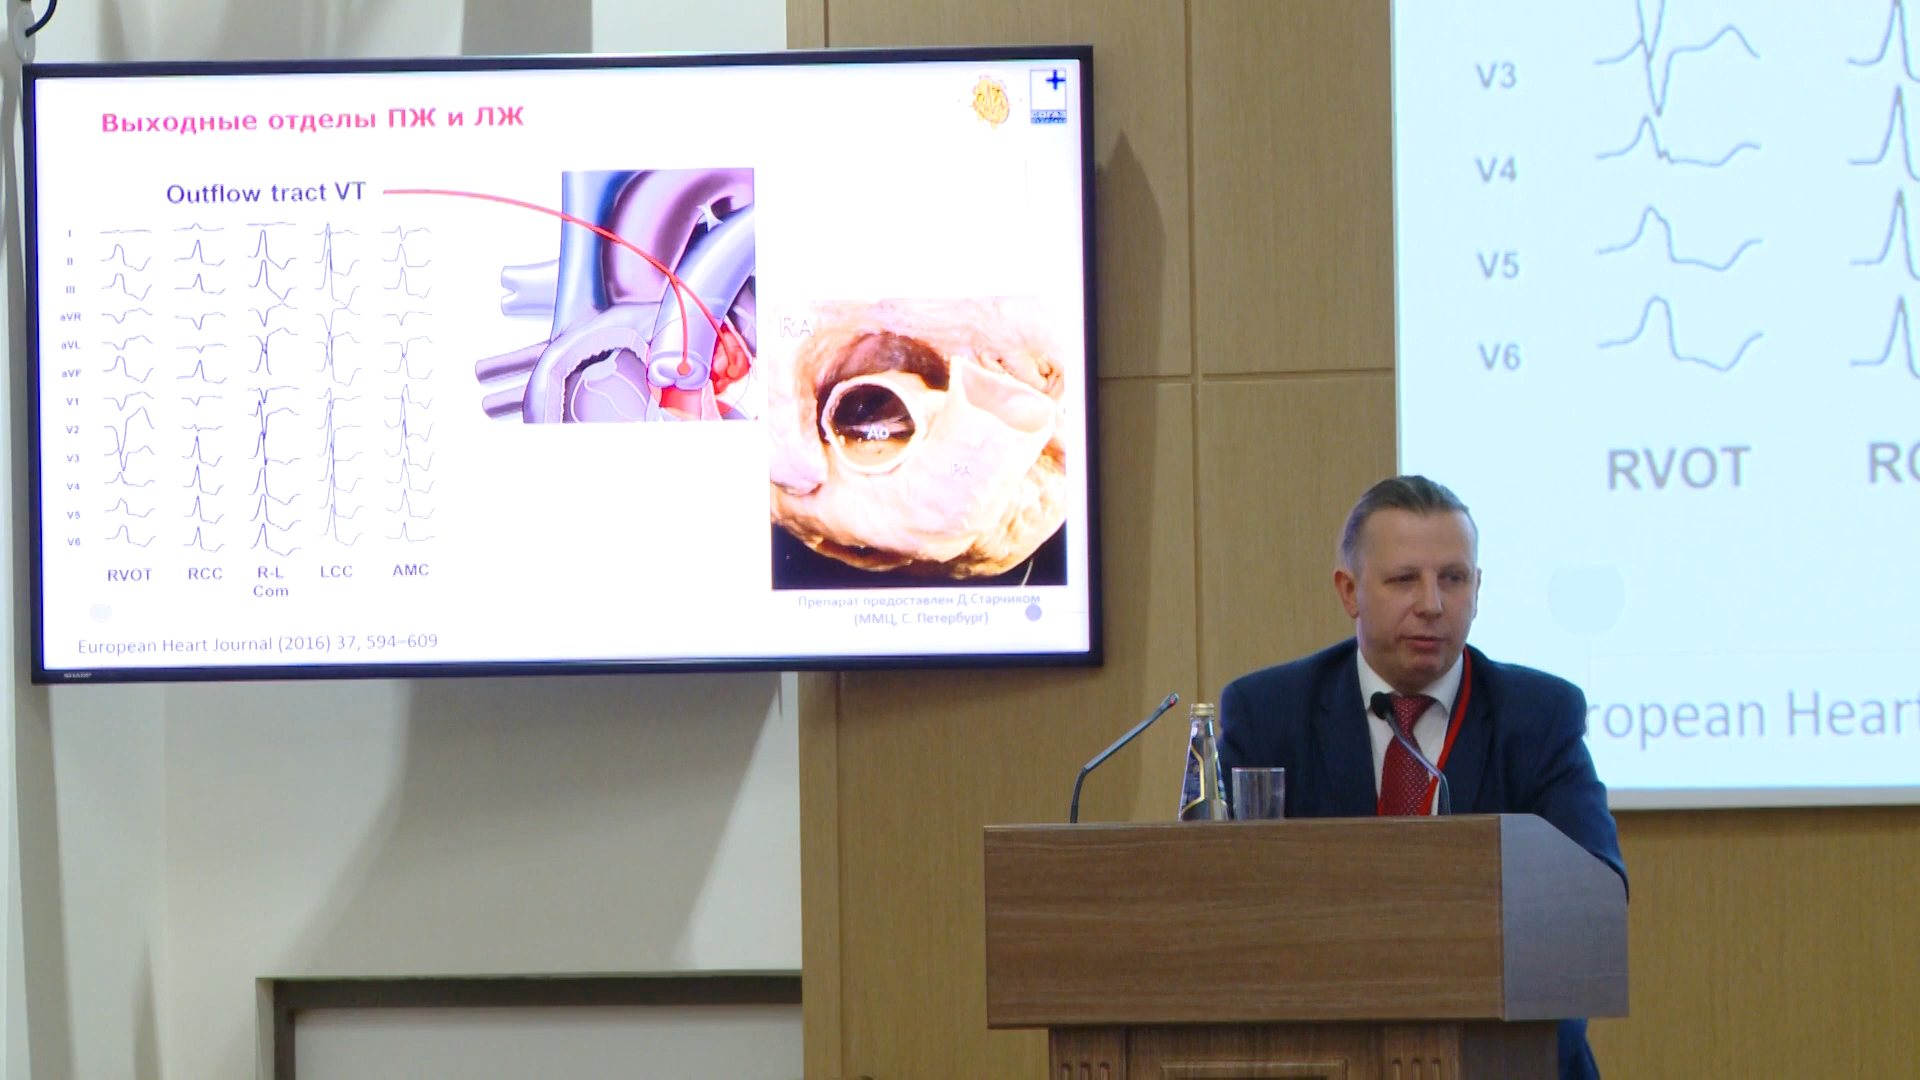 Выходные отделы ПЖ и ЛЖ
Outflow tract VT
I
II
III
aVR
aVL
aVF
V1
V2
V3
V4
V5
V6
RVOT RCC R-L Com LCC AMC
RA
Ao
PA
Препарат предоставлен Д.Старчиком
(ММЦ, С. Петербург)
European Heart Journal (2016) 37, 594–609
SHARP
V3
V4
V5
V6
RVOT
ropean Heart